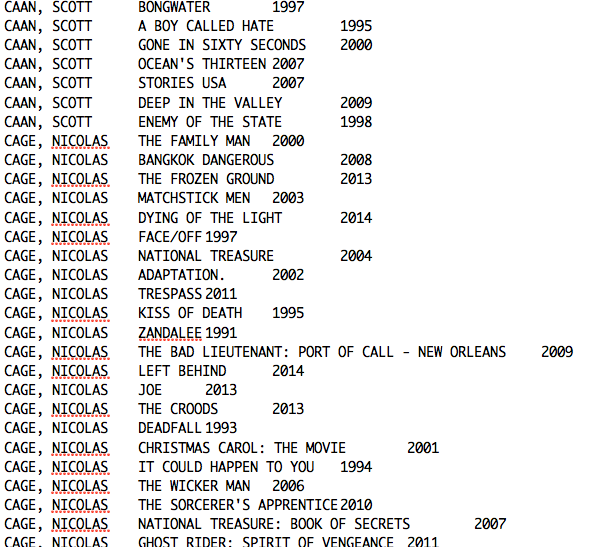 CAAN, SCOTT BONGWATER 1997
CAAN, SCOTT A BOY CALLED HATE 1995
CAAN, SCOTT GONE IN SIXTY SECONDS 2000
CAAN, SCOTT OCEAN'S THIRTEEN 2007
CAAN, SCOTT STORIES USA 2007
CAAN, SCOTT DEEP IN THE VALLEY 2009
CAAN, SCOTT ENEMY OF THE STATE 1998
CAGE, NICOLAS THE FAMILY MAN 2000
CAGE, NICOLAS BANGKOK DANGEROUS 2008
CAGE, NICOLAS THE FROZEN GROUND 2013
CAGE, NICOLAS MATCHSTICK MEN 2003
CAGE, NICOLAS DYING OF THE LIGHT 2014
CAGE, NICOLAS FACE/OFF 1997
CAGE, NICOLAS NATIONAL TREASURE 2004
CAGE, NICOLAS ADAPTATION. 2002
CAGE, NICOLAS TRESPASS 2011
CAGE, NICOLAS KISS OF DEATH 1995
CAGE, NICOLAS ZANDALEE 1991
CAGE, NICOLAS THE BAD LIEUTENANT: PORT OF CALL - NEW ORLEANS 2009
CAGE, NICOLAS LEFT BEHIND 2014
CAGE, NICOLAS JOE 2013
CAGE, NICOLAS THE CROODS 2013
CAGE, NICOLAS DEADFALL 1993
CAGE, NICOLAS CHRISTMAS CAROL: THE MOVIE 2001
CAGE, NICOLAS IT COULD HAPPEN TO YOU 1994
CAGE, NICOLAS THE WICKER MAN 2006
CAGE, NICOLAS THE SORCERER'S APPRENTICE 2010
CAGE, NICOLAS NATIONAL TREASURE: BOOK OF SECRETS 2007
CAGE, NICOLAS GHOST RIDER: SPIRIT OF VENGEANCE 2011